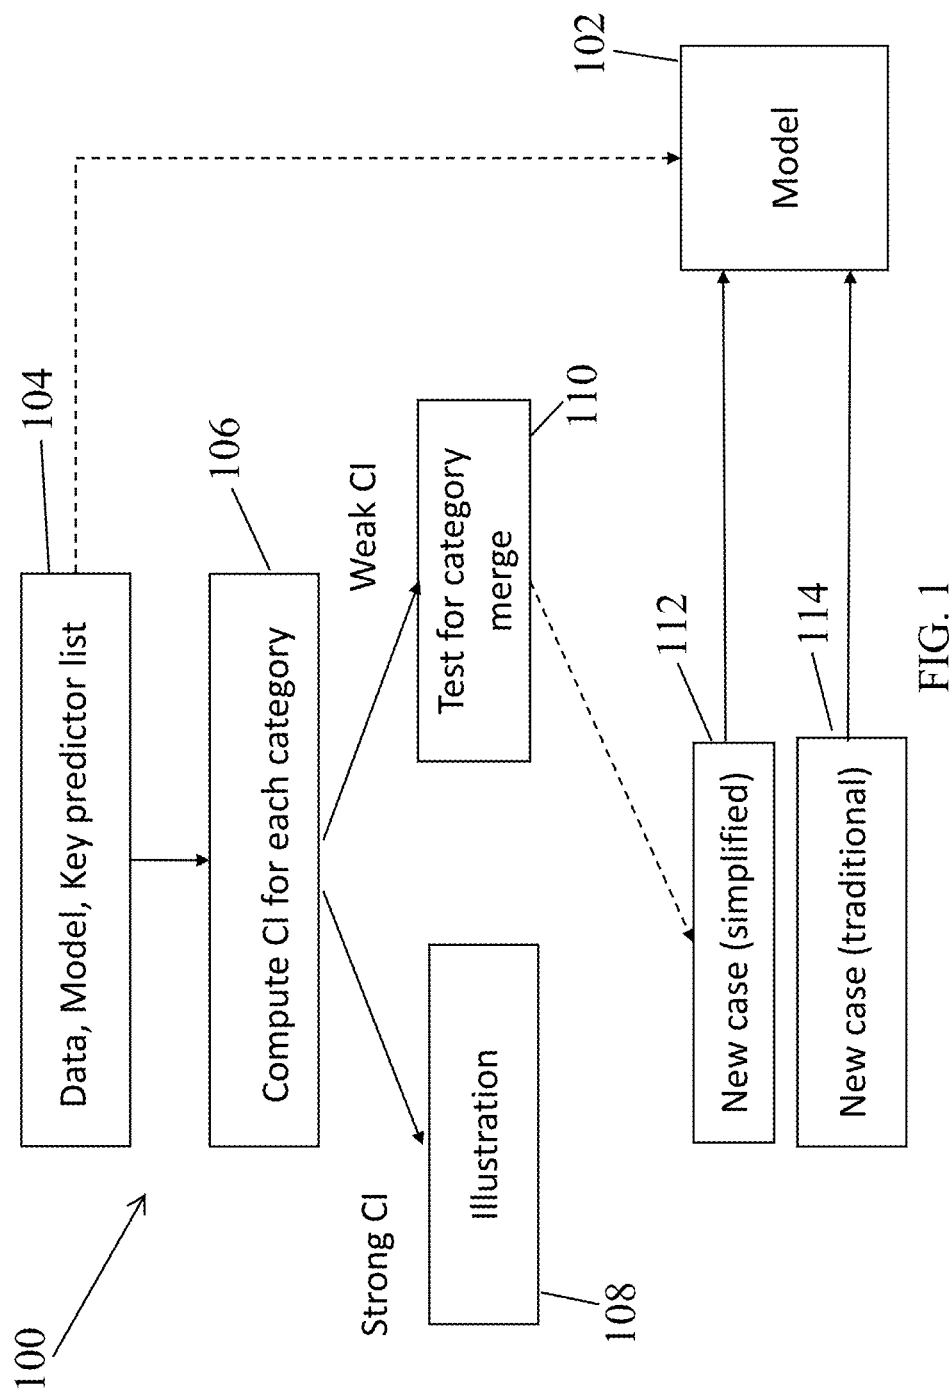 100
Data, Model, Key predictor list
104
Compute CI for each category
106
Strong CI
Weak CI
Illustration
108
Test for category
merge
110
New case (simplified)
112
New case (traditional)
114
Model
102
FIG. 1